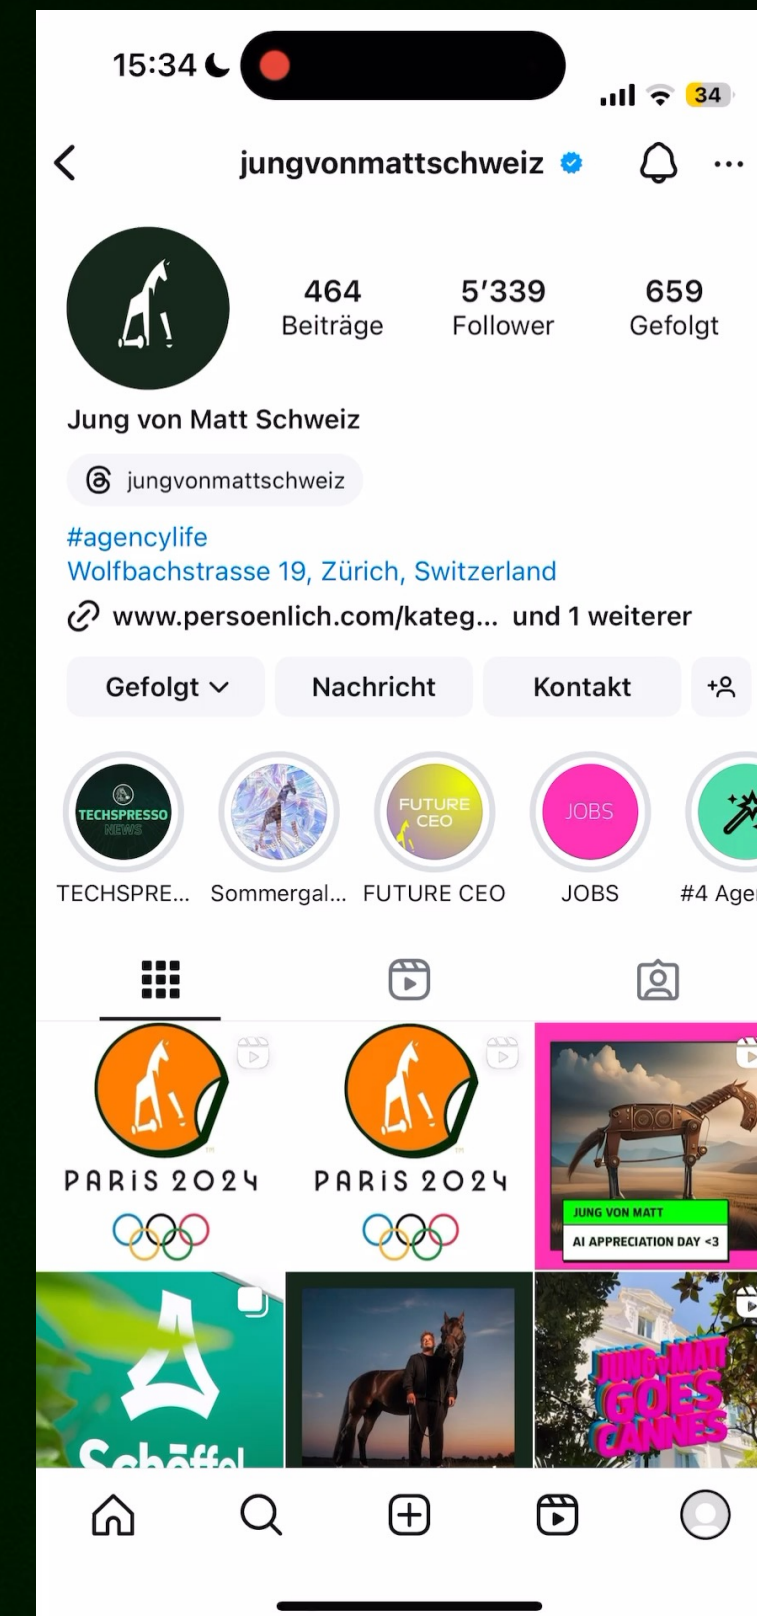 15:34
34
jungvonmattschweiz
464
5’339
659
Beiträge
Follower
Gefolgt
Jung von Matt Schweiz
jungvonmattschweiz
#agencylife
Wolfbachstrasse 19, Zürich, Switzerland
www.persoenlich.com/kateg... und 1 weiterer
Gefolgt
Nachricht
Kontakt
TECHSPRESSO
NEWS
FUTURE
CEO
JOBS
TECHSPRE...
Sommergal...
FUTURE CEO
JOBS
#4 Age
PARiS 2024
PARiS 2024
JUNG VON MATT
AI APPRECIATION DAY <3
Schöffel
JUNG v. MATT
GOES
CANNES